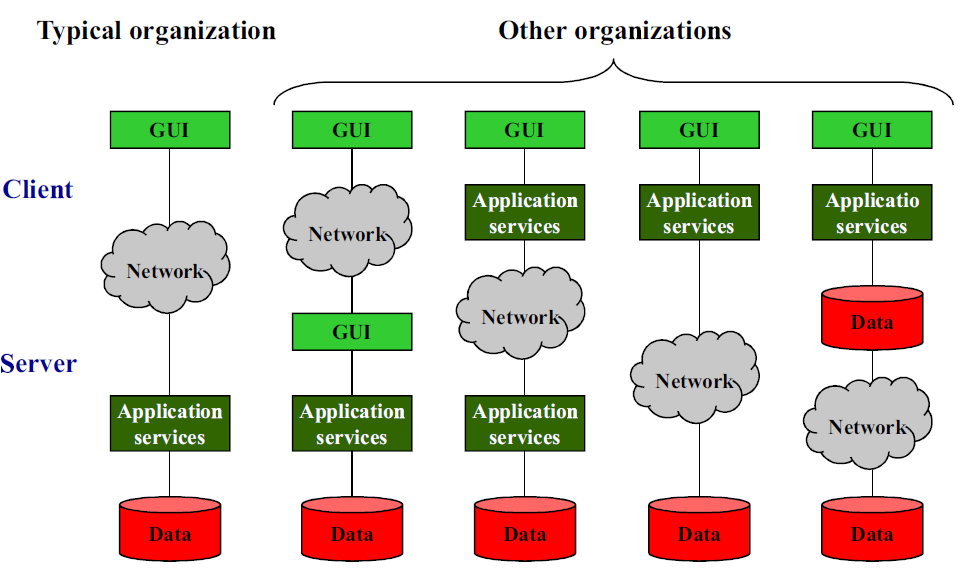 Typical organization
Other organizations
GUI
GUI
GUI
GUI
GUI
Client
Application
services
Application
services
Applicatio
services
Network
Network
Network
Data
GUI
Server
Network
Network
Application
services
Application
services
Application
services
Data
Data
Data
Data
Data